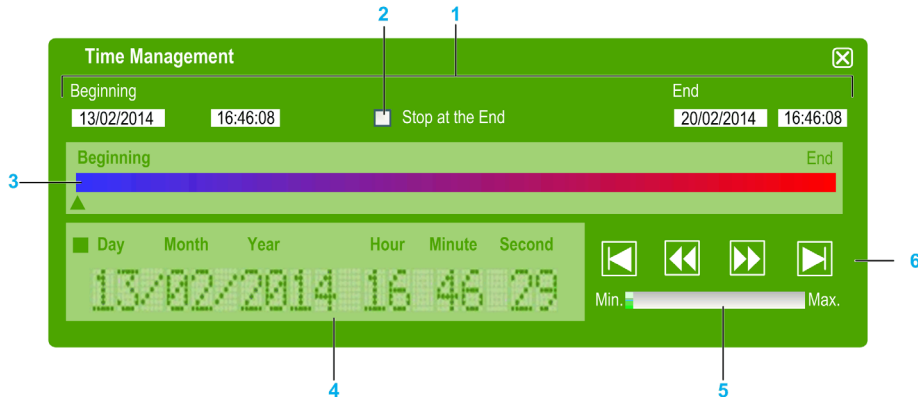 2 1
Time Management
Beginning End
13/02/2014 16:46:08 Stop at the End 20/02/2014 16:46:08
Beginning End
3
Day Month Year Hour Minute Second
6
13/02/2014 16 46 29
Min. Max.
4 5